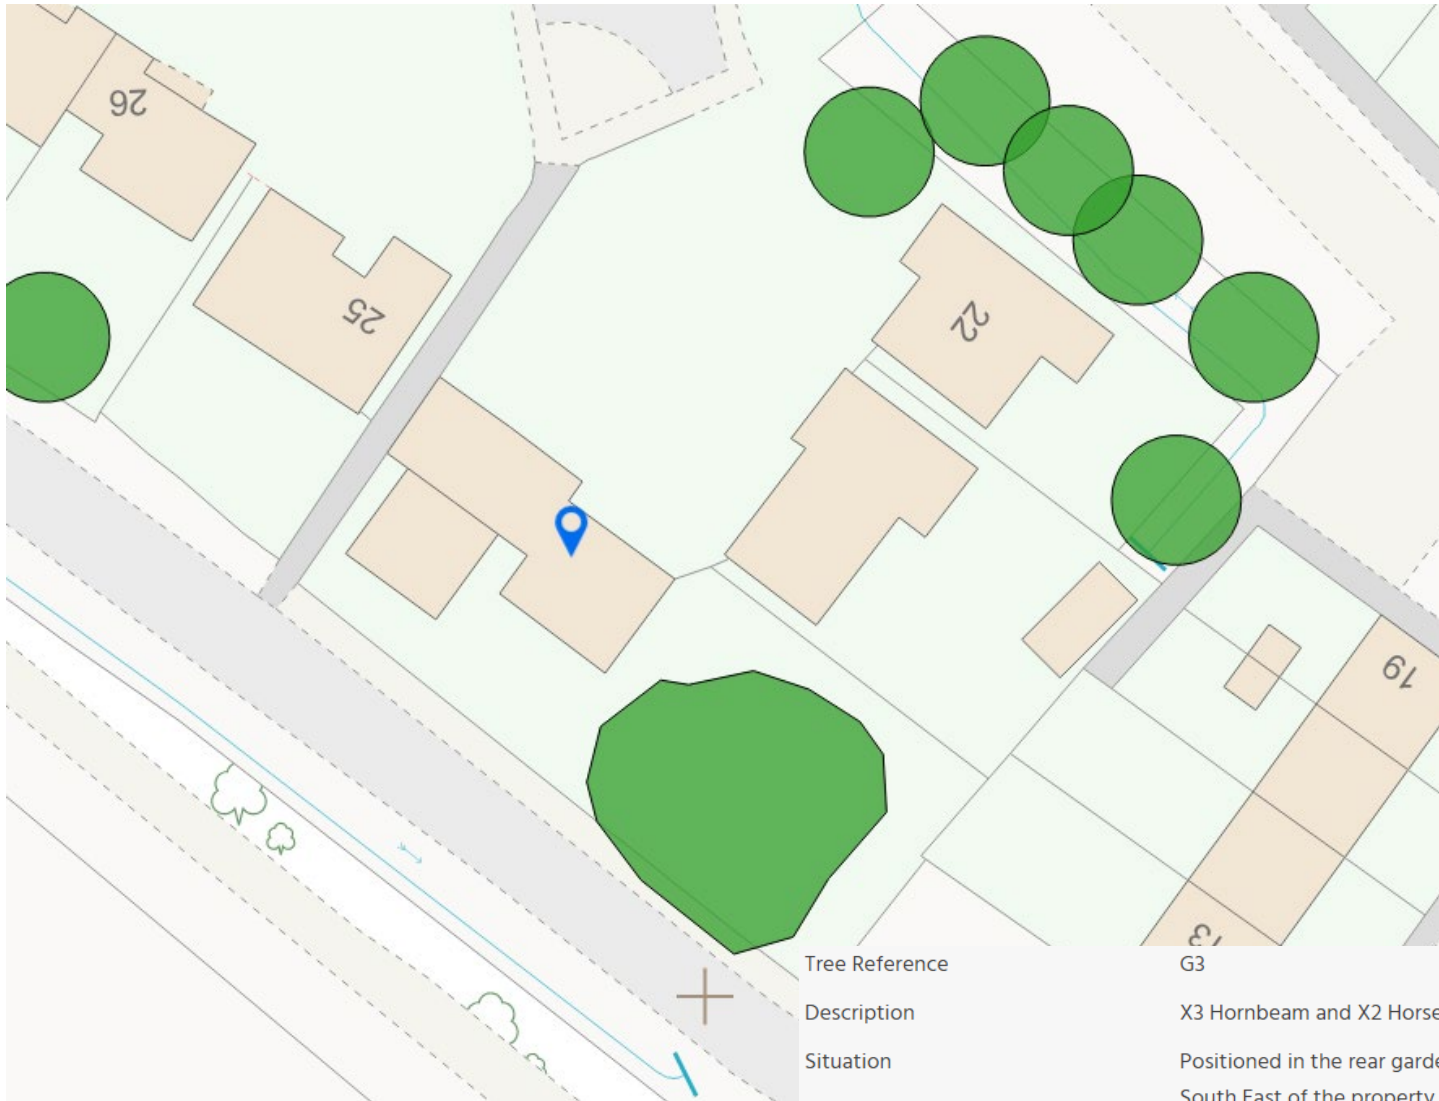 26
25
22
19
13
Tree Reference G3
Description X3 Hornbeam and X2 Horse
Situation Positioned in the rear garde
South East of the property